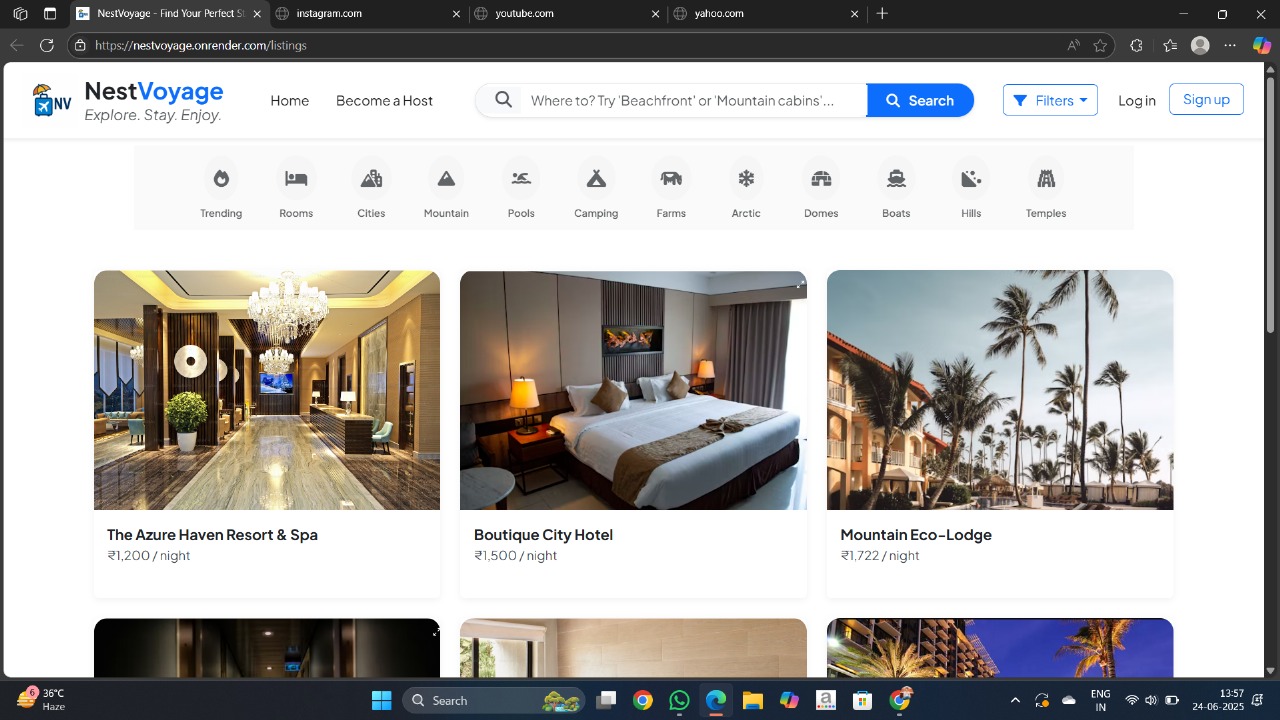 NestVoyage - Find Your Perfect St
instagram.com
youtube.com
yahoo.com
https://nestvoyage.onrender.com/listings
NV
NestVoyage
Explore. Stay. Enjoy.
Home
Become a Host
Where to? Try 'Beachfront' or 'Mountain cabins'...
Search
Filters
Log in
Sign up
Trending
Rooms
Cities
Mountain
Pools
Camping
Farms
Arctic
Domes
Boats
Hills
Temples
The Azure Haven Resort & Spa
₹1,200 / night
Boutique City Hotel
₹1,500 / night
Mountain Eco-Lodge
₹1,722 / night
6
36°C
Haze
Search
a
ENG
IN
13:57
24-06-2025